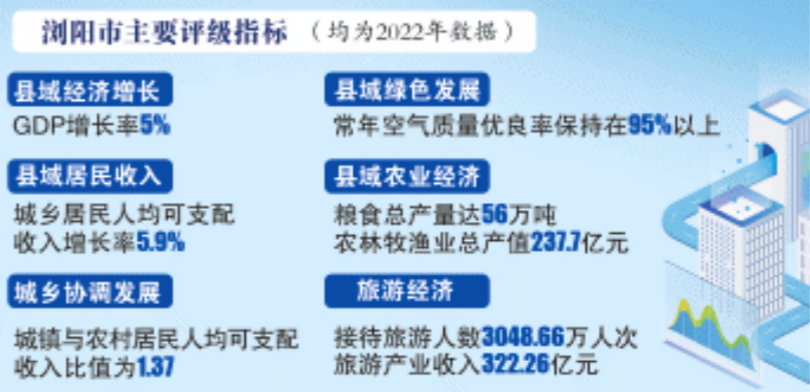 浏阳市主要评级指标 （均为2022年数据）
县域经济增长
GDP增长率5%
县域居民收入
城乡居民人均可支配
收入增长率5.9%
城乡协调发展
城镇与农村居民人均可支配
收入比值为1.37
县域绿色发展
常年空气质量优良率保持在95%以上
县域农业经济
粮食总产量达56万吨
农林牧渔业总产值237.7亿元
旅游经济
接待旅游人数3048.66万人次
旅游产业收入322.26亿元